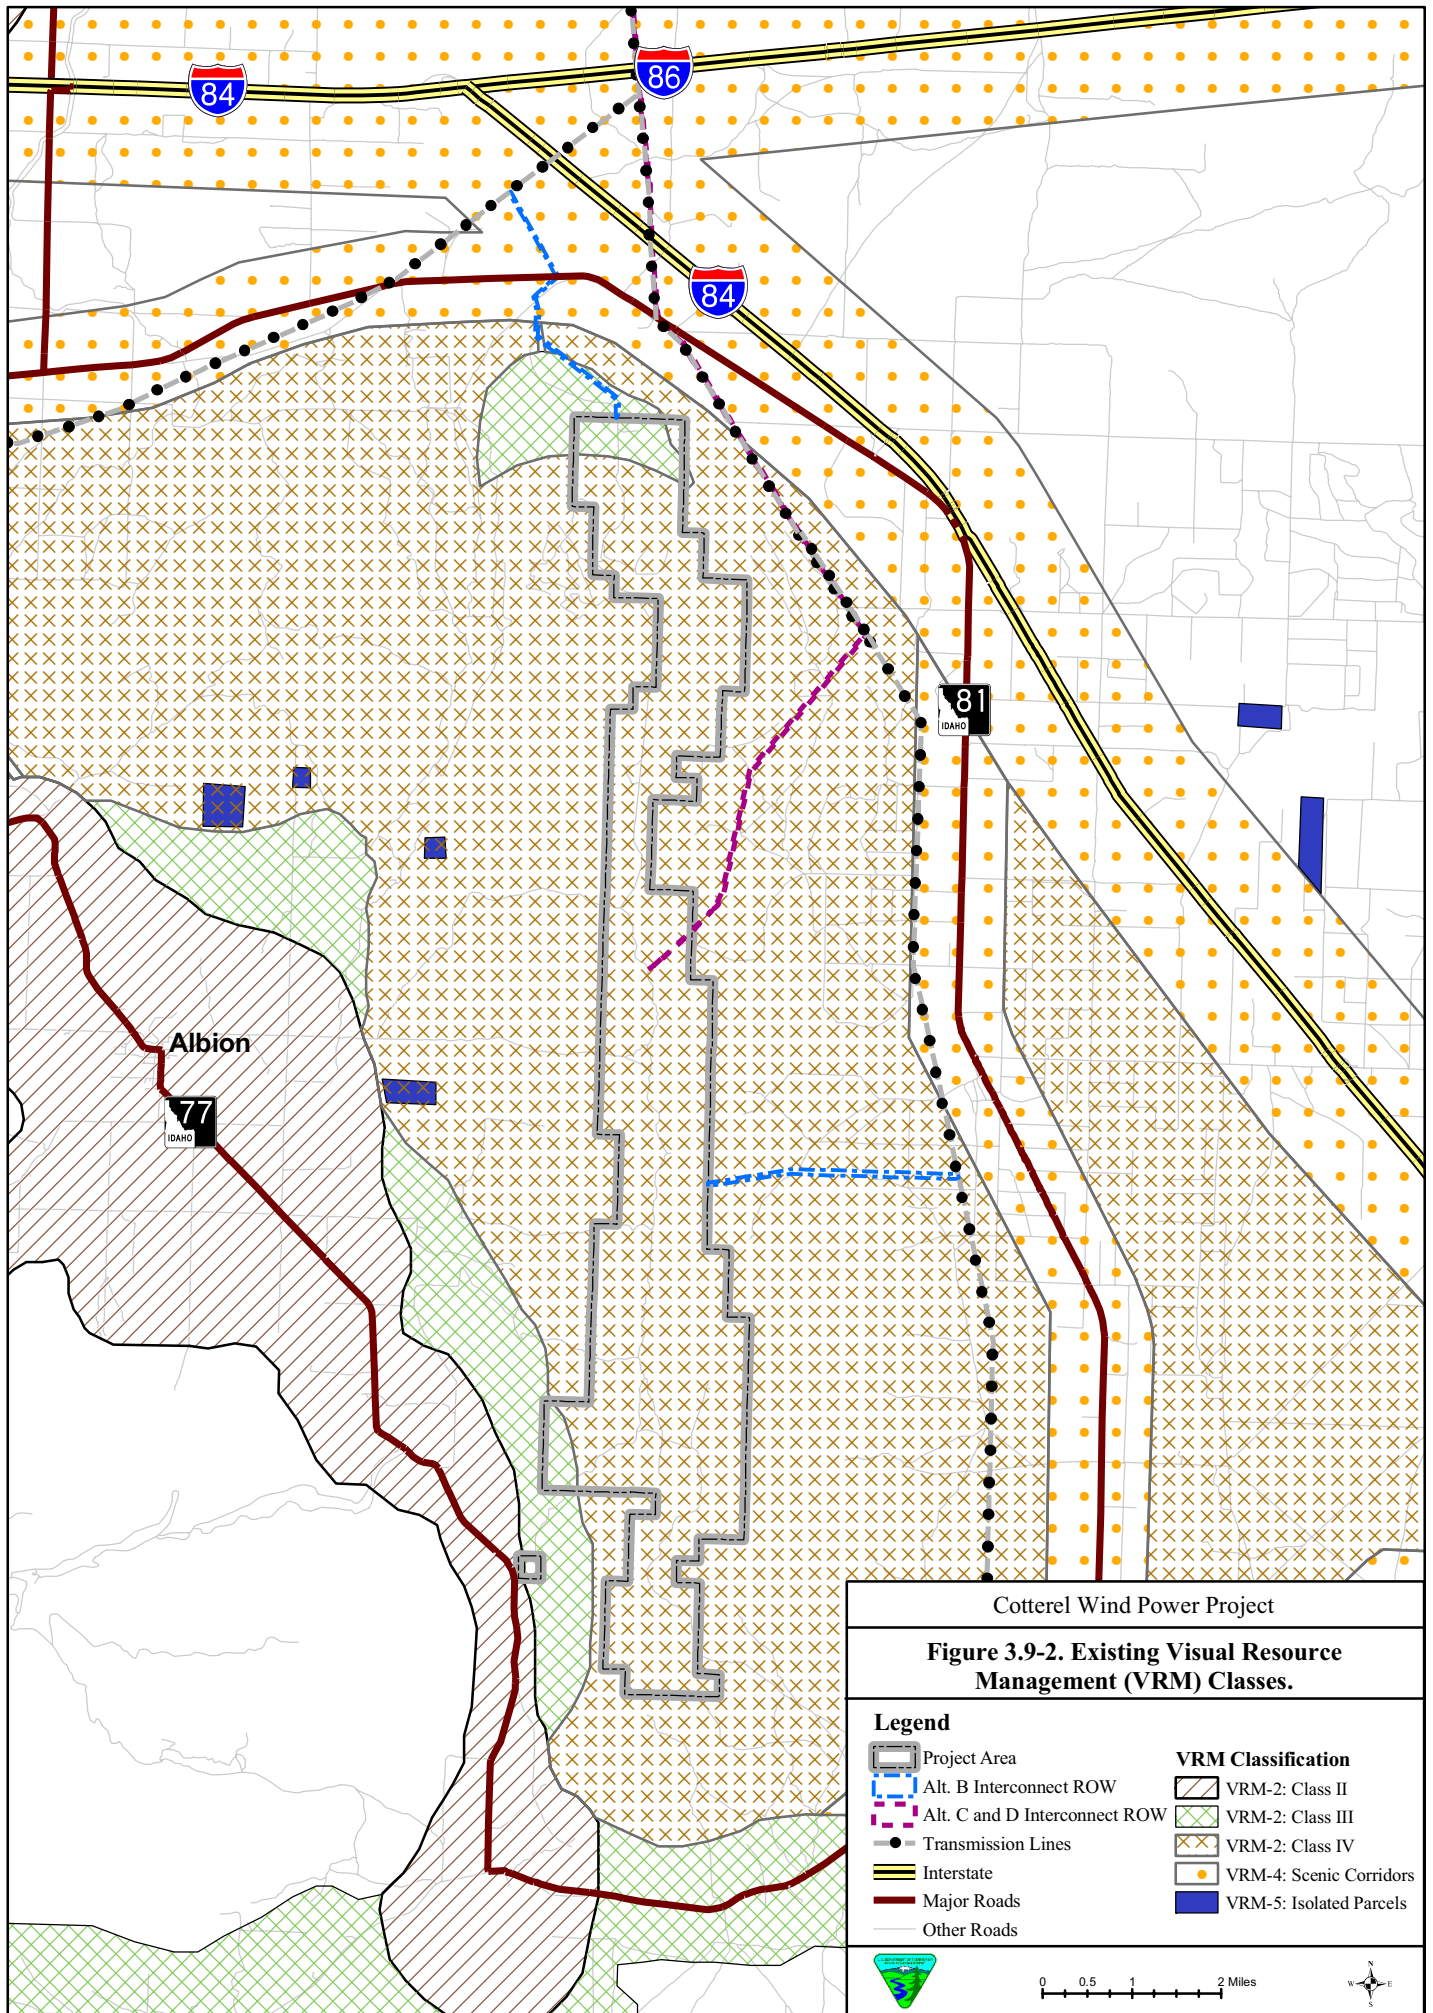 86
84
84
81
IDAHO
Albion
77
IDAHO
Cotterel Wind Power Project
Figure 3.9-2. Existing Visual Resource
Management (VRM) Classes.
Legend
Project Area
Alt. B Interconnect ROW
Alt. C and D Interconnect ROW
Transmission Lines
Interstate
Major Roads
Other Roads
VRM Classification
VRM-2: Class II
VRM-2: Class III
VRM-2: Class IV
VRM-4: Scenic Corridors
VRM-5: Isolated Parcels
0 0.5 1 2 Miles
N
W E
S